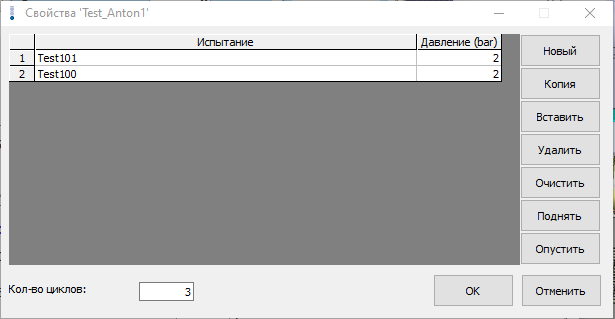 Свойства 'Test_Anton1'
Испытание Давление (bar)
1 Test101 2
2 Test100 2
Новый
Копия
Вставить
Удалить
Очистить
Поднять
Опустить
Кол-во циклов: 3
OK
Отменить